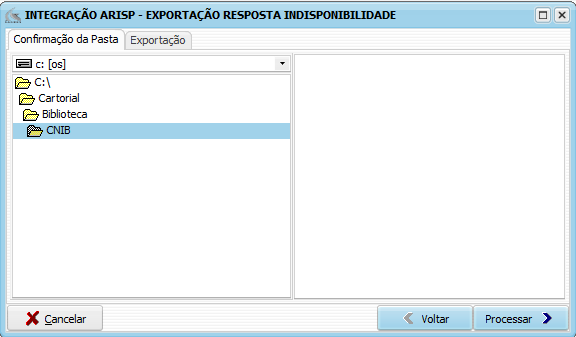 INTEGRAÇÃO ARISP - EXPORTAÇÃO RESPOSTA INDISPONIBILIDADE
Confirmação da Pasta Exportação
c: [os]
C:\
Cartorial
Biblioteca
CNIB
Cancelar Voltar Processar